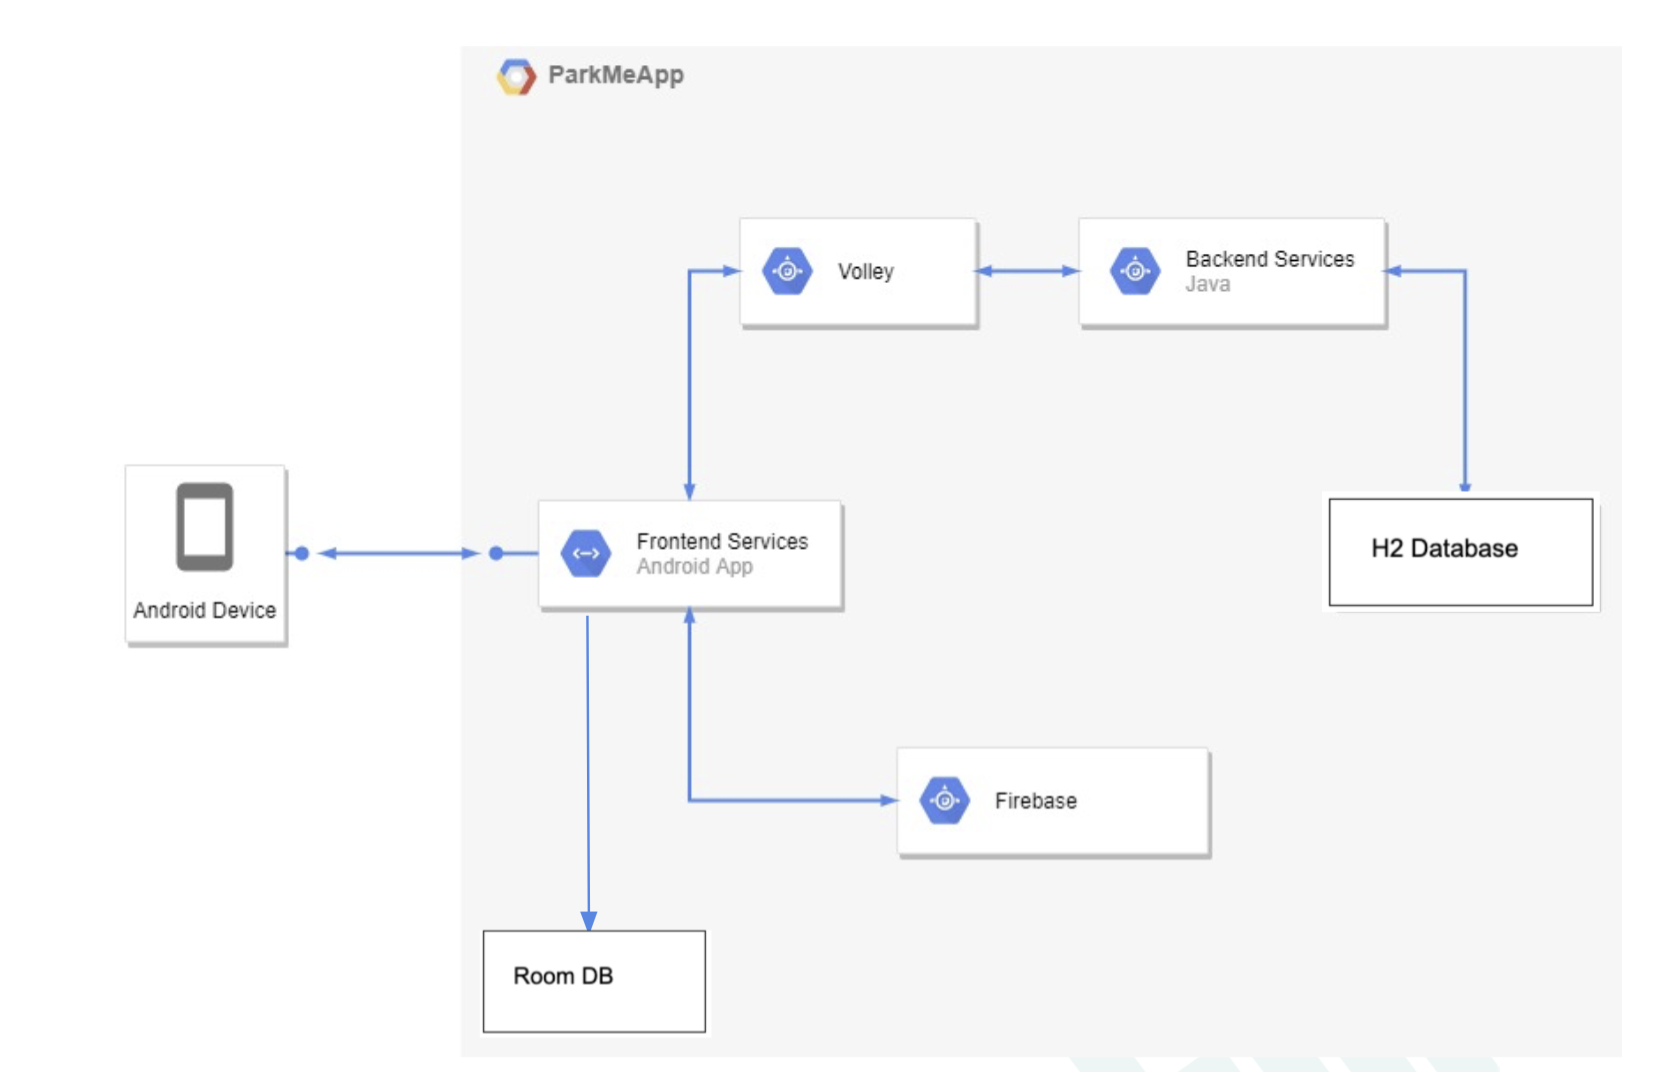 ParkMeApp
Volley
Backend Services
Java
Frontend Services
Android App
H2 Database
Android Device
Firebase
Room DB